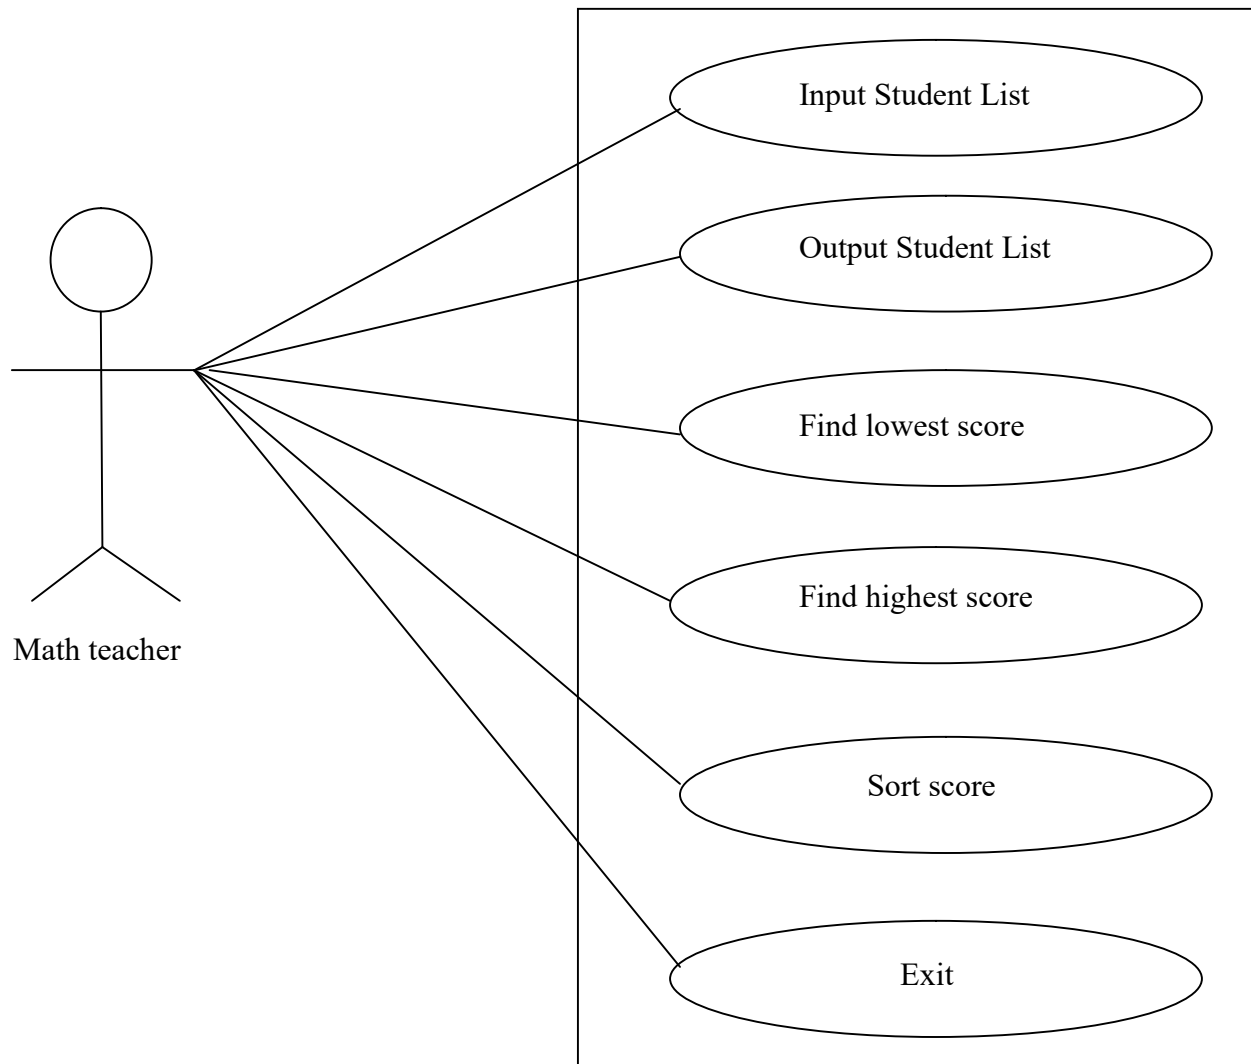 Input Student List
Output Student List
Find lowest score
Find highest score
Math teacher
Sort score
Exit